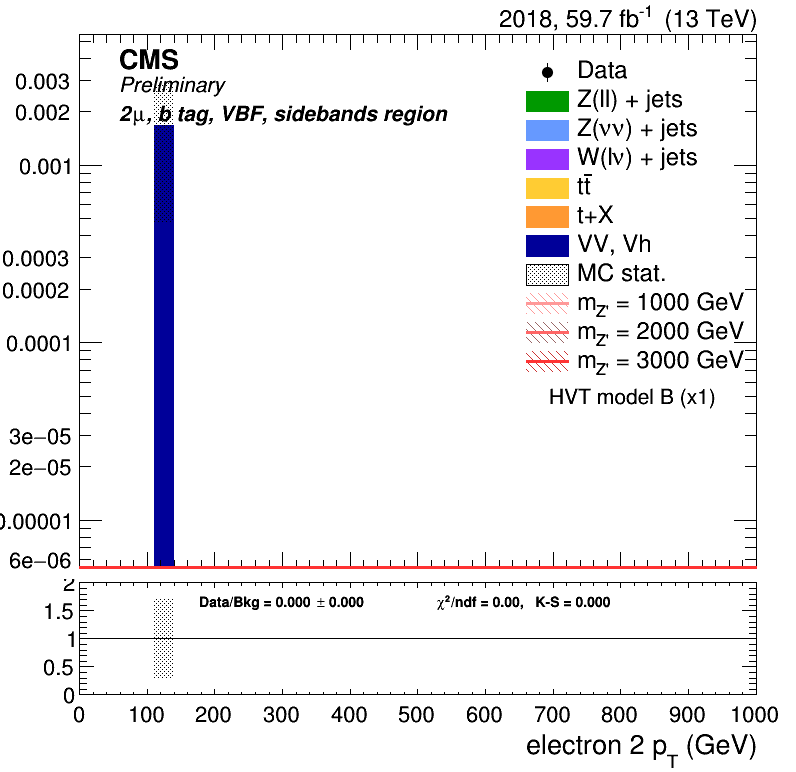 2018, 59.7 fb⁻¹ (13 TeV)
CMS
Preliminary
2μ, b tag, VBF, sidebands region
Data
Z(ll) + jets
Z(νν) + jets
W(lν) + jets
tt̄
t+X
VV, Vh
MC stat.
m_Z' = 1000 GeV
m_Z' = 2000 GeV
m_Z' = 3000 GeV
HVT model B (x1)
0.003
0.002
0.001
0.0003
0.0002
0.0001
3e−05
2e−05
0.00001
6e−06
Data/Bkg = 0.000 ± 0.000
χ²/ndf = 0.00, K-S = 0.000
2
1.5
1
0.5
0
0 100 200 300 400 500 600 700 800 900 1000
electron 2 p_T (GeV)